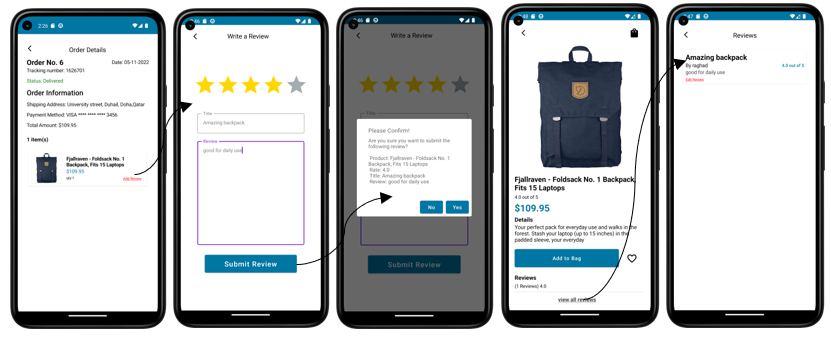 2:26
Order Details
Order No. 6
Date: 05-11-2022
Tracking number: 1626701
Status: Delivered
Order Information
Shipping Address: University street, Duhail, Doha,Qatar
Payment Method: VISA **** **** **** 3456
Total Amount: $109.95
1 item(s)
Fjallraven - Foldsack No. 1
Backpack, Fits 15 Laptops
$109.95
qty 1
Add Review
Write a Review
Title
Amazing backpack
Review
good for daily use
Submit Review
Write a Review
Title
Please Confirm!
Are you sure you want to submit the
following review?
Product: Fjallraven - Foldsack No. 1
Backpack, Fits 15 Laptops
Rate: 4.0
Title: Amazing backpack
Review: good for daily use
No
Yes
Submit Review
Fjallraven - Foldsack No. 1 Backpack,
Fits 15 Laptops
4.0 out of 5
$109.95
Details
Your perfect pack for everyday use and walks in the
forest. Stash your laptop (up to 15 inches) in the
padded sleeve, your everyday
Add to Bag
Reviews
(1 Reviews) 4.0
view all reviews
Reviews
Amazing backpack
By raghad
4.0 out of 5
good for daily use
Edit Review